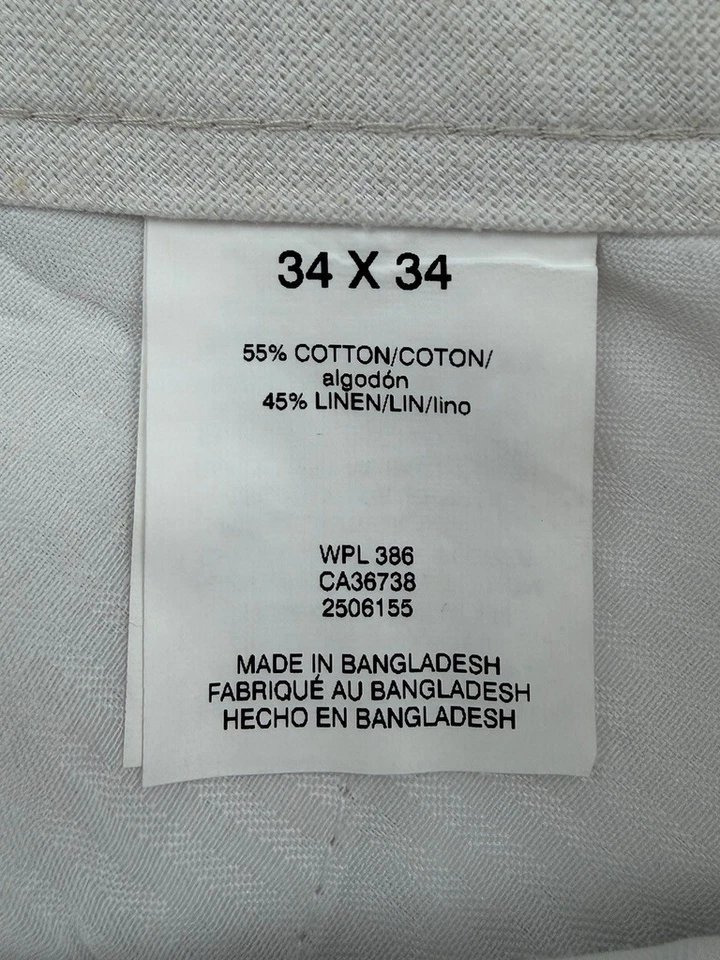 34 X 34
55% COTTON/COTON/
algodón
45% LINEN/LIN/lino
WPL 386
CA36738
2506155
MADE IN BANGLADESH
FABRIQUÉ AU BANGLADESH
HECHO EN BANGLADESH